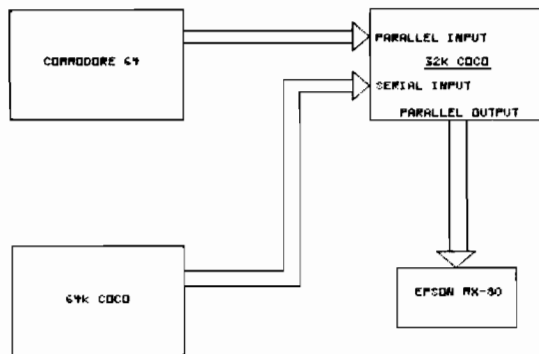 COMMODORE 64
PARALLEL INPUT
32K COCO
SERIAL INPUT
PARALLEL OUTPUT
64K COCO
EPSON MX-80